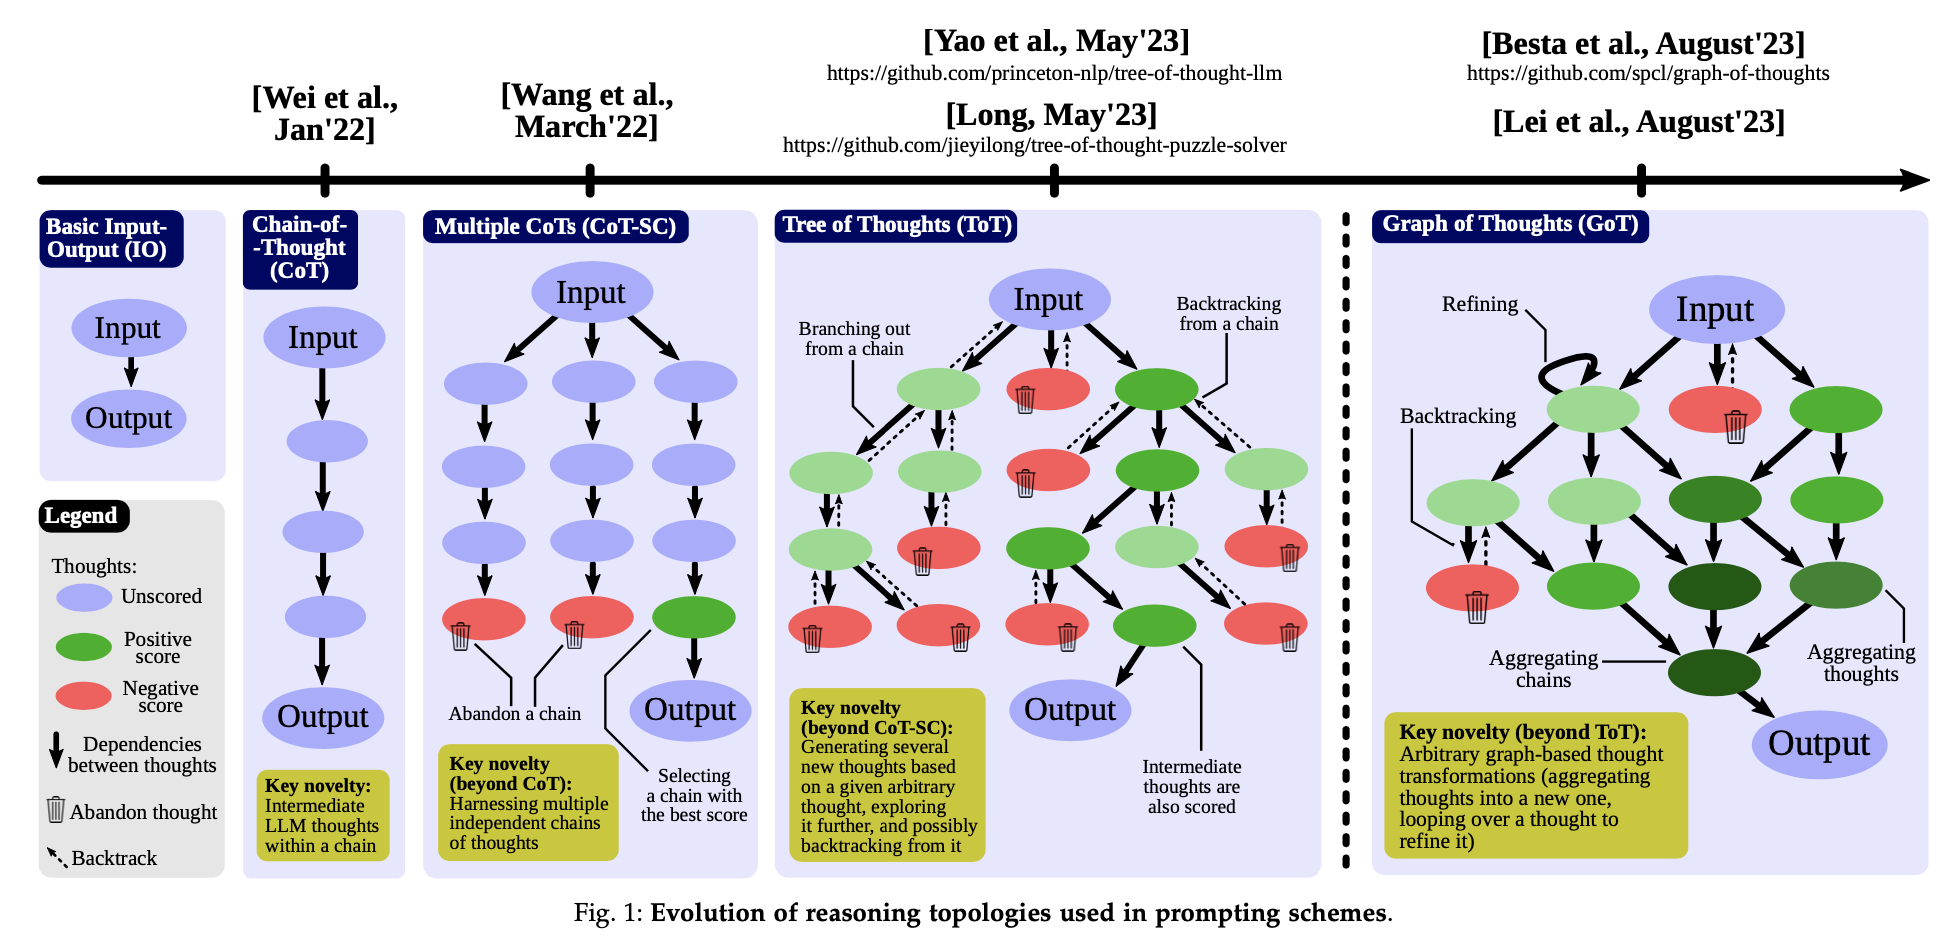 [Yao et al., May'23]
https://github.com/princeton-nlp/tree-of-thought-llm
[Besta et al., August'23]
https://github.com/spcl/graph-of-thoughts
[Wei et al.,
Jan'22]
[Wang et al.,
March'22]
[Long, May'23]
https://github.com/jieyilong/tree-of-thought-puzzle-solver
[Lei et al., August'23]
Basic Input-
Output (IO)
Input
Output
Legend
Thoughts:
Unscored
Positive
score
Negative
score
Dependencies
between thoughts
Abandon thought
Backtrack
Chain-of-
-Thought
(CoT)
Input
Output
Key novelty:
Intermediate
LLM thoughts
within a chain
Multiple CoTs (CoT-SC)
Input
Abandon a chain
Output
Key novelty
(beyond CoT):
Harnessing multiple
independent chains
of thoughts
Selecting
a chain with
the best score
Tree of Thoughts (ToT)
Input
Branching out
from a chain
Backtracking
from a chain
Output
Key novelty
(beyond CoT-SC):
Generating several
new thoughts based
on a given arbitrary
thought, exploring
it further, and possibly
backtracking from it
Intermediate
thoughts are
also scored
Graph of Thoughts (GoT)
Refining
Input
Backtracking
Aggregating
chains
Aggregating
thoughts
Output
Key novelty (beyond ToT):
Arbitrary graph-based thought
transformations (aggregating
thoughts into a new one,
looping over a thought to
refine it)
Fig. 1: Evolution of reasoning topologies used in prompting schemes.